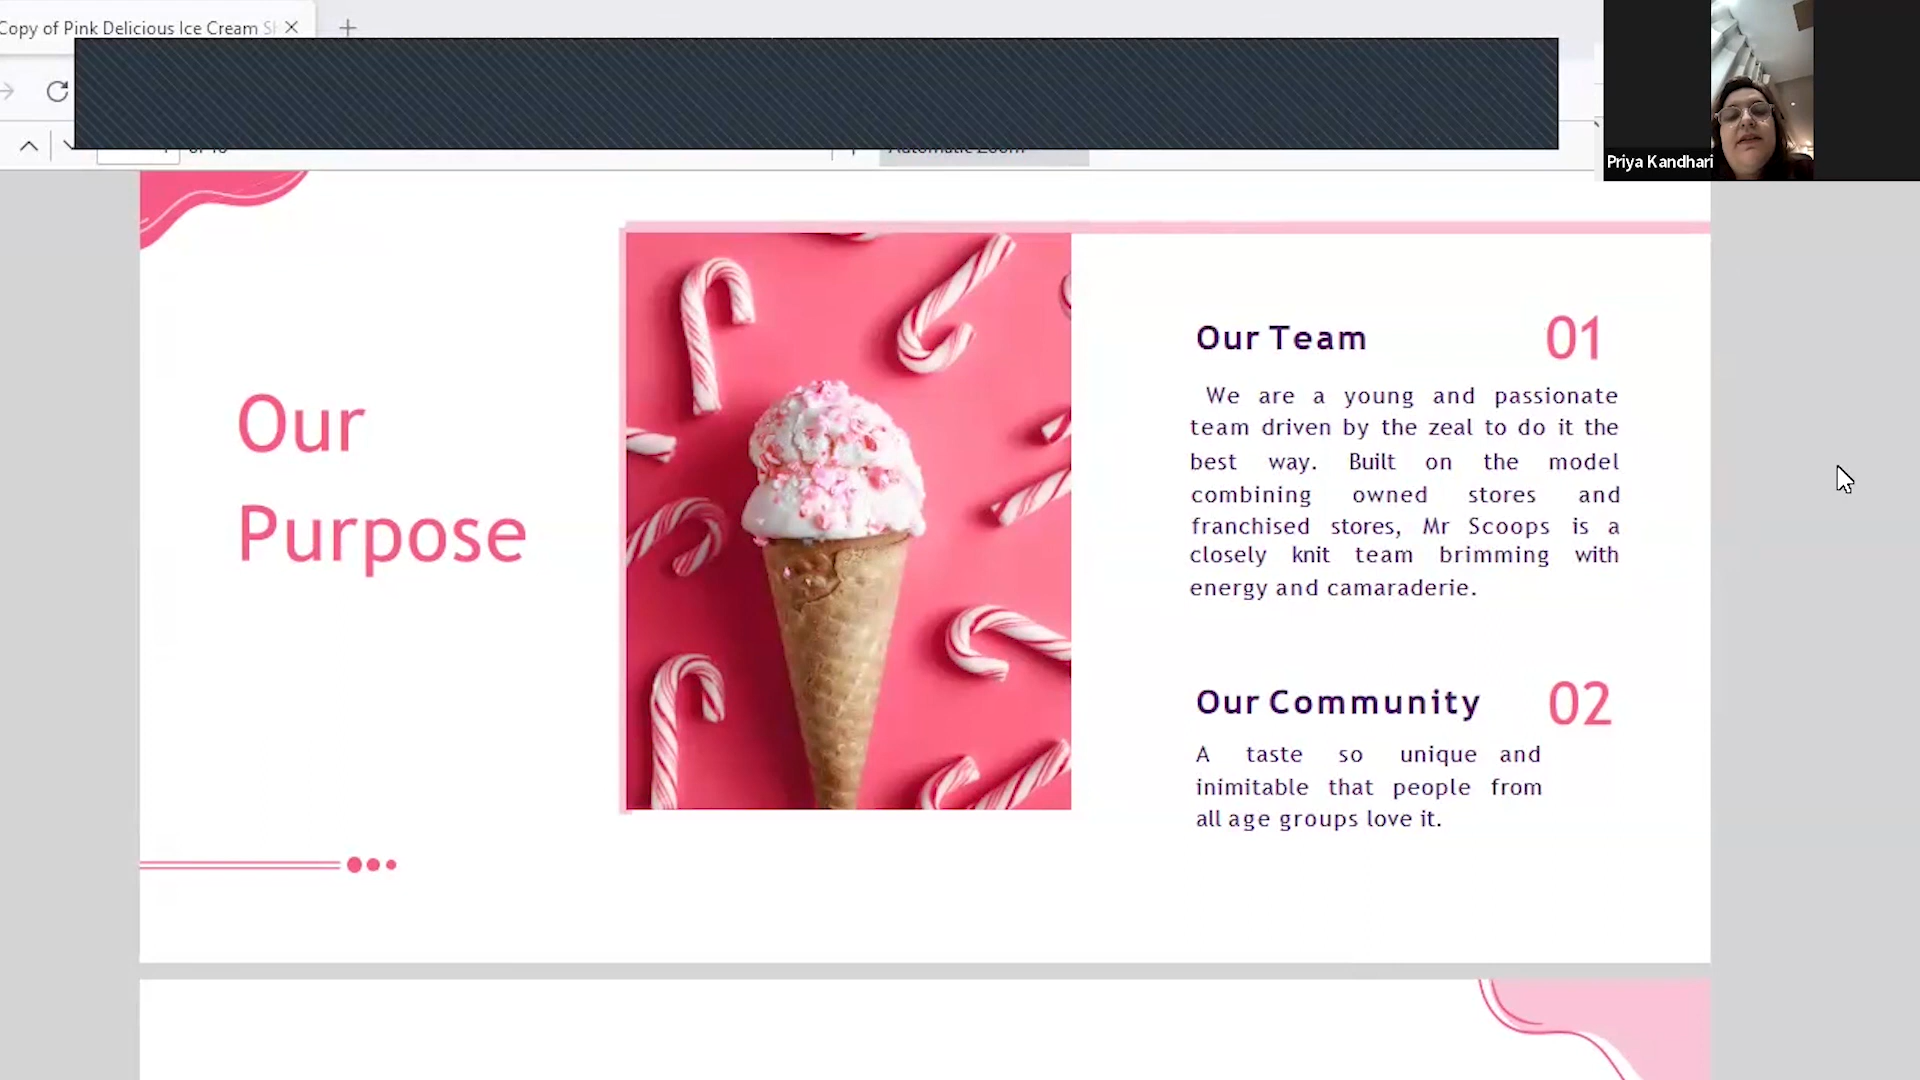 Copy of Pink Delicious Ice Cream
Priya Kandhari
Our
Purpose
Our Team 01
We are a young and passionate
team driven by the zeal to do it the
best way. Built on the model
combining owned stores and
franchised stores, Mr Scoops is a
closely knit team brimming with
energy and camaraderie.
Our Community 02
A taste so unique and
inimitable that people from
all age groups love it.